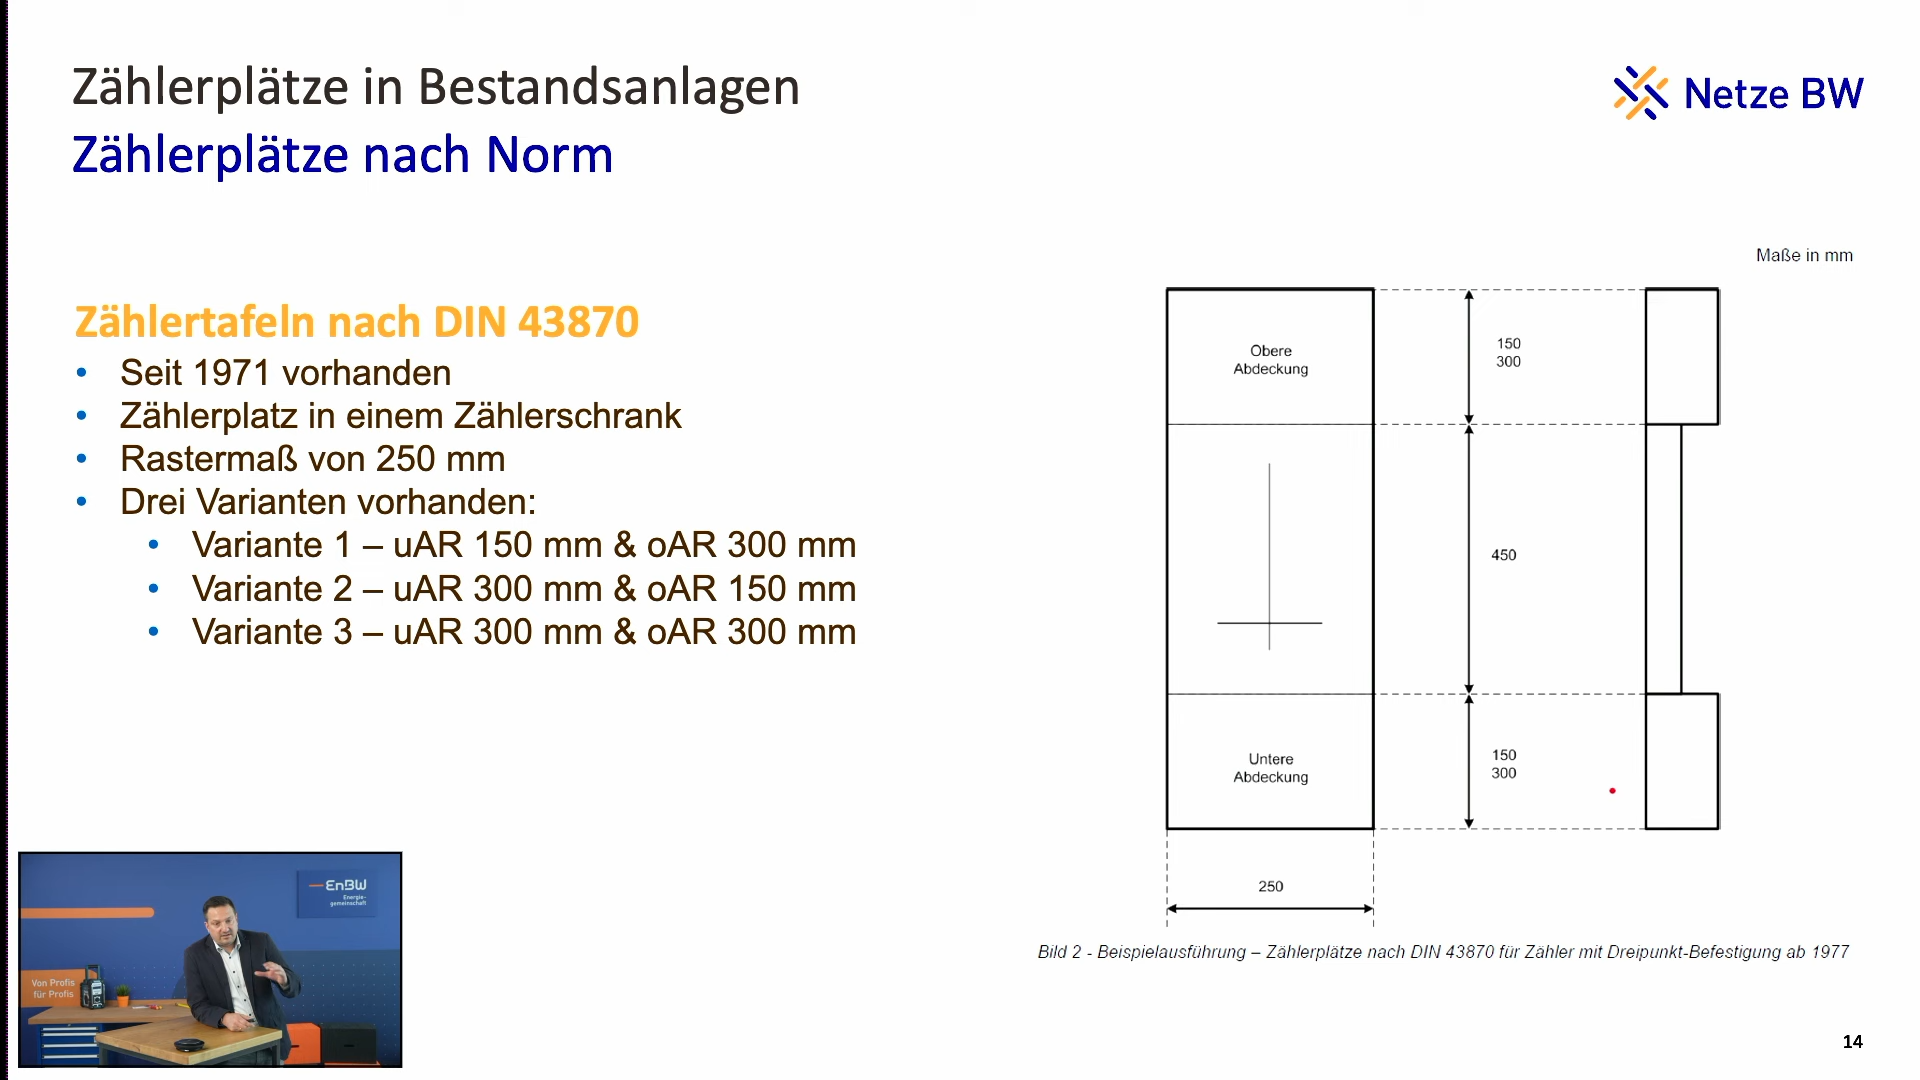 Zählerplätze in Bestandsanlagen
Zählerplätze nach Norm
Netze BW
Maße in mm
Zählertafeln nach DIN 43870
• Seit 1971 vorhanden
• Zählerplatz in einem Zählerschrank
• Rastermaß von 250 mm
• Drei Varianten vorhanden:
• Variante 1 – uAR 150 mm & oAR 300 mm
• Variante 2 – uAR 300 mm & oAR 150 mm
• Variante 3 – uAR 300 mm & oAR 300 mm
Obere
Abdeckung
150
300
450
Untere
Abdeckung
150
300
250
Bild 2 - Beispielausführung – Zählerplätze nach DIN 43870 für Zähler mit Dreipunkt-Befestigung ab 1977
EnBW
Energie-
gemeinschaft
Von Profis
für Profis
14